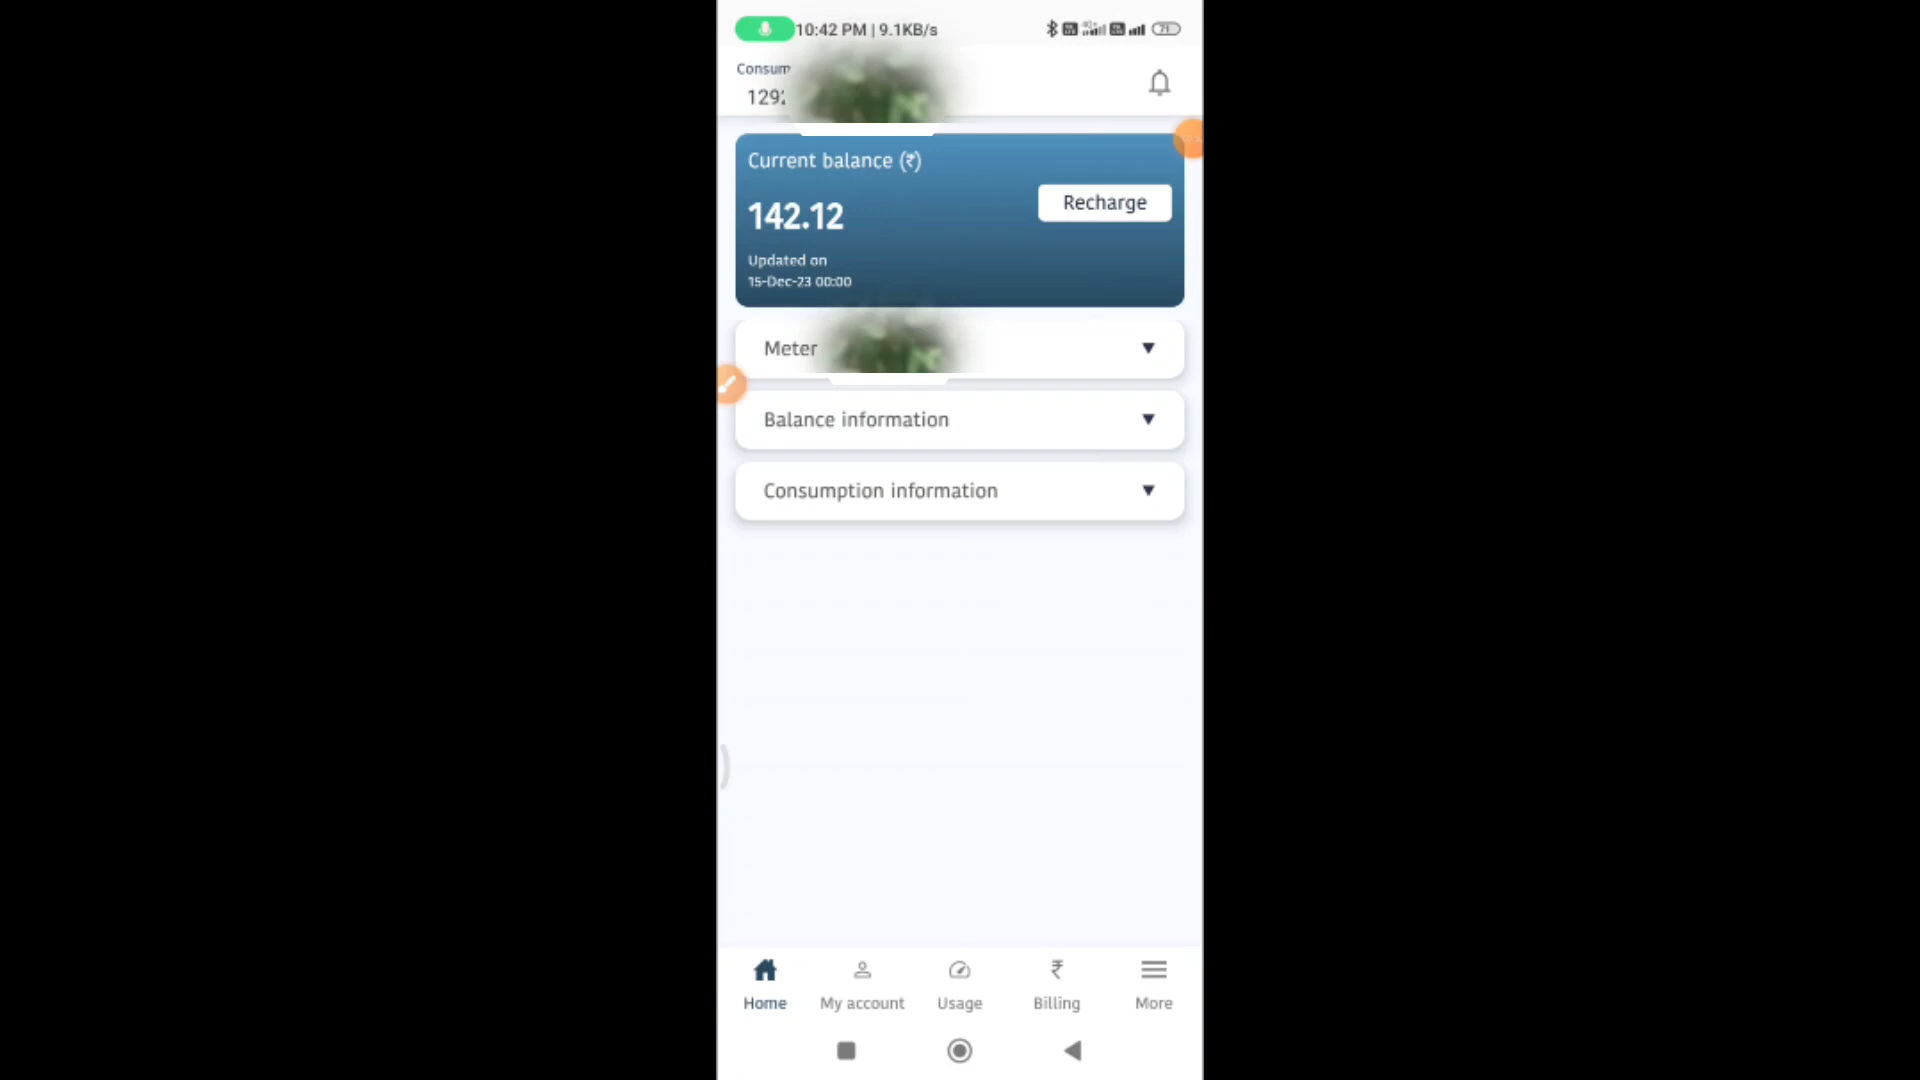 10:42 PM | 9.1KB/s
71
Current balance (₹)
142.12
Recharge
Updated on
15-Dec-23 00:00
Meter
Balance information
Consumption information
Home
My account
Usage
Billing
More